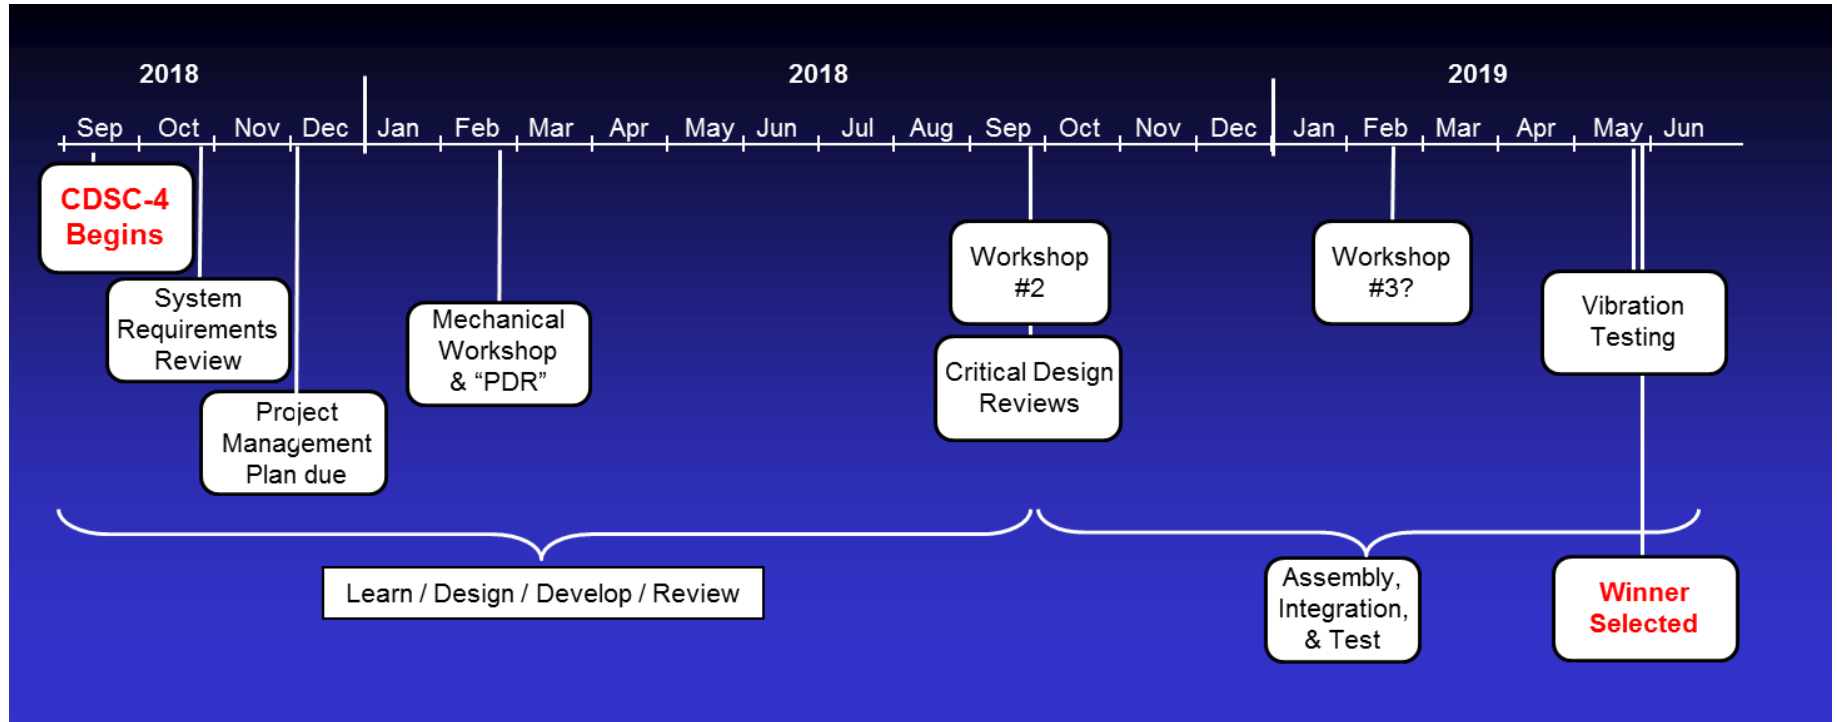 2018
2018
2019
Sep Oct Nov Dec Jan Feb Mar Apr May Jun Jul Aug Sep Oct Nov Dec Jan Feb Mar Apr May Jun
CDSC-4
Begins
System
Requirements
Review
Project
Management
Plan due
Mechanical
Workshop
& “PDR”
Workshop
#2
Critical Design
Reviews
Workshop
#3?
Vibration
Testing
Learn / Design / Develop / Review
Assembly,
Integration,
& Test
Winner
Selected